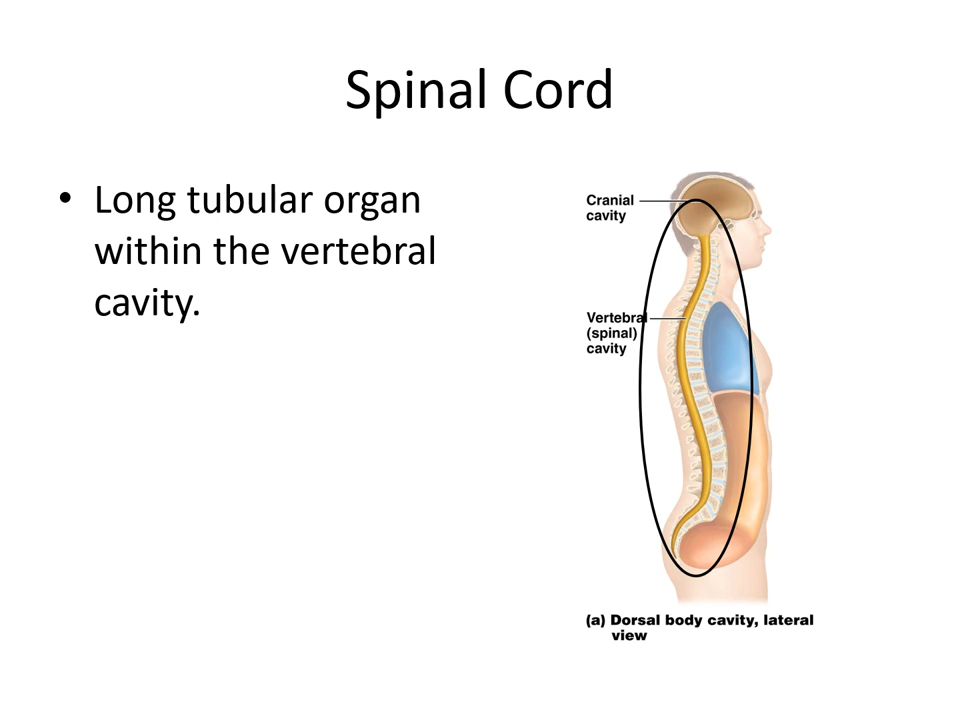 Spinal Cord
• Long tubular organ
within the vertebral
cavity.
Cranial
cavity
Vertebral
(spinal)
cavity
(a) Dorsal body cavity, lateral
view